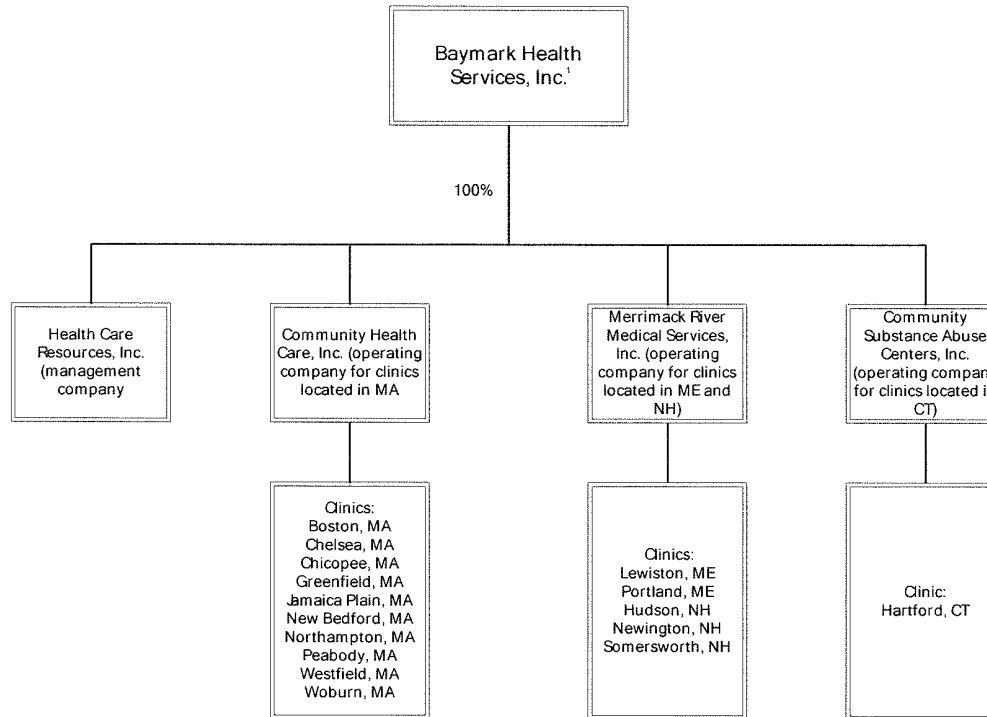 Baymark Health
Services, Inc.¹
100%
Health Care
Resources, Inc.
(management
company
Community Health
Care, Inc. (operating
company for clinics
located in MA
Merrimack River
Medical Services,
Inc. (operating
company for clinics
located in ME and
NH)
Community
Substance Abuse
Centers, Inc.
(operating compan
for clinics located i
CT)
Clinics:
Boston, MA
Chelsea, MA
Chicopee, MA
Greenfield, MA
Jamaica Plain, MA
New Bedford, MA
Northampton, MA
Peabody, MA
Westfield, MA
Woburn, MA
Clinics:
Lewiston, ME
Portland, ME
Hudson, NH
Newington, NH
Somersworth, NH
Clinic:
Hartford, CT